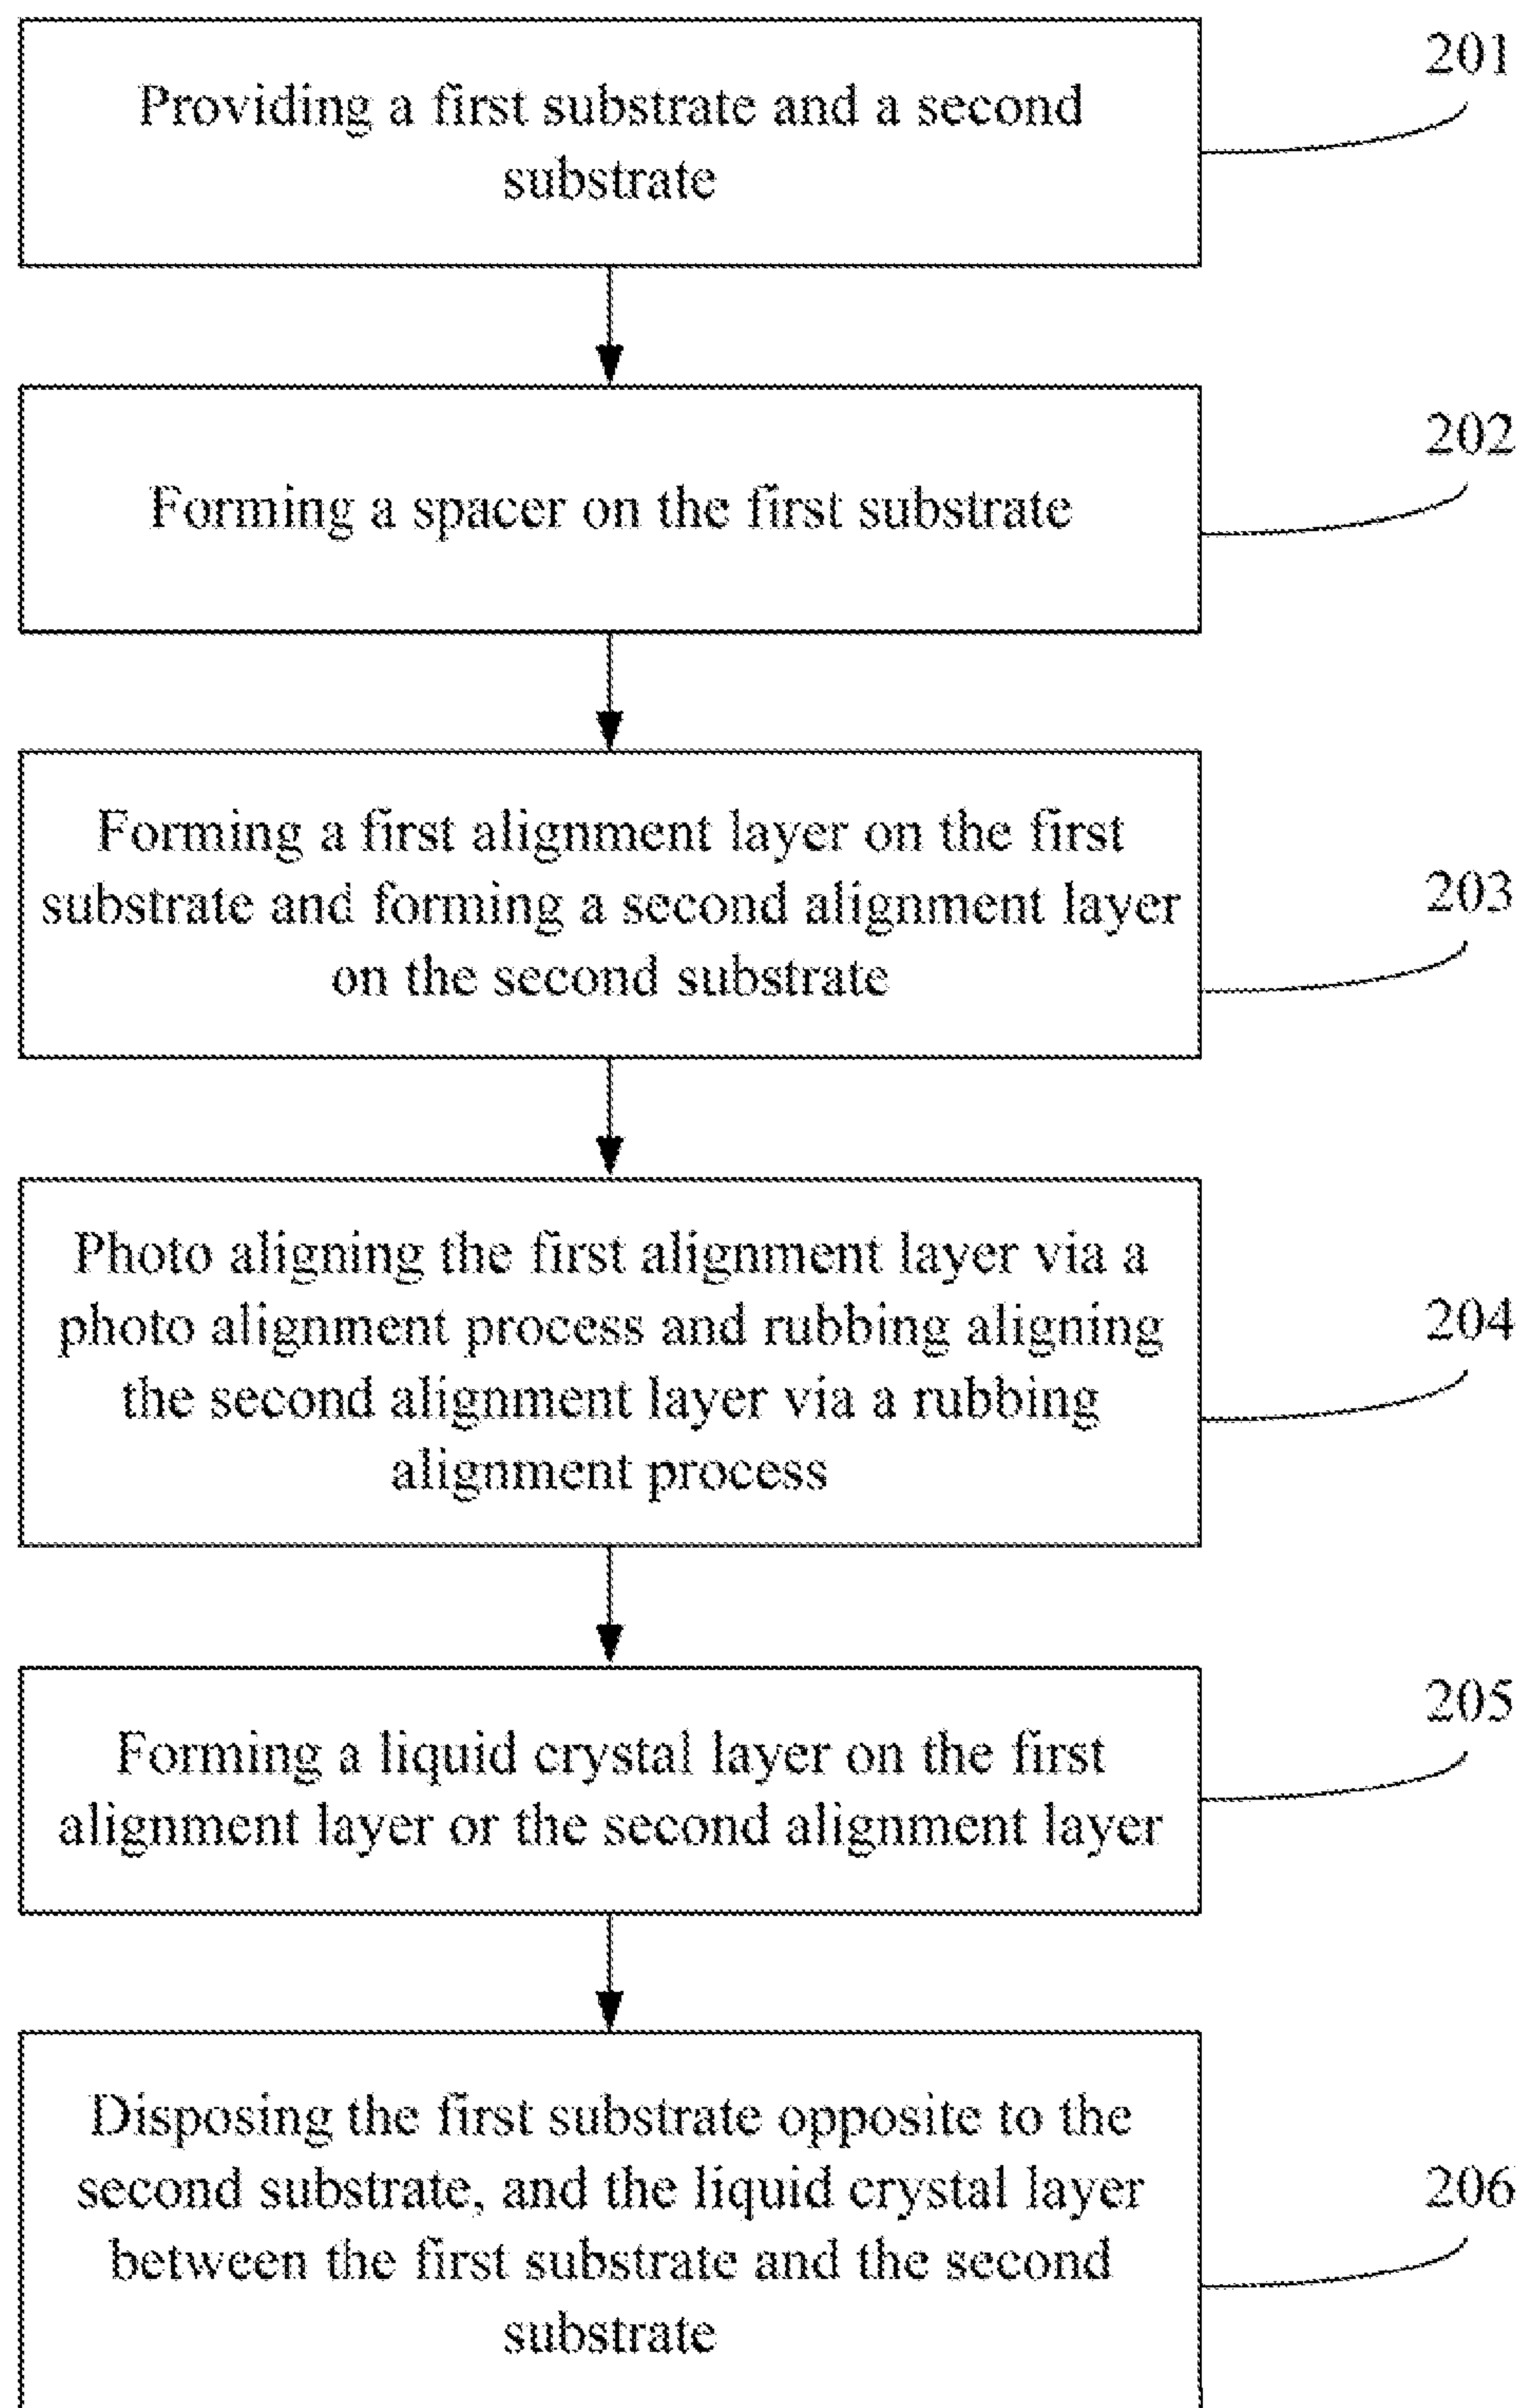 Providing a first substrate and a second
substrate
201
Forming a spacer on the first substrate
202
Forming a first alignment layer on the first
substrate and forming a second alignment layer
on the second substrate
203
Photo aligning the first alignment layer via a
photo alignment process and rubbing aligning
the second alignment layer via a rubbing
alignment process
204
Forming a liquid crystal layer on the first
alignment layer or the second alignment layer
205
Disposing the first substrate opposite to the
second substrate, and the liquid crystal layer
between the first substrate and the second
substrate
206